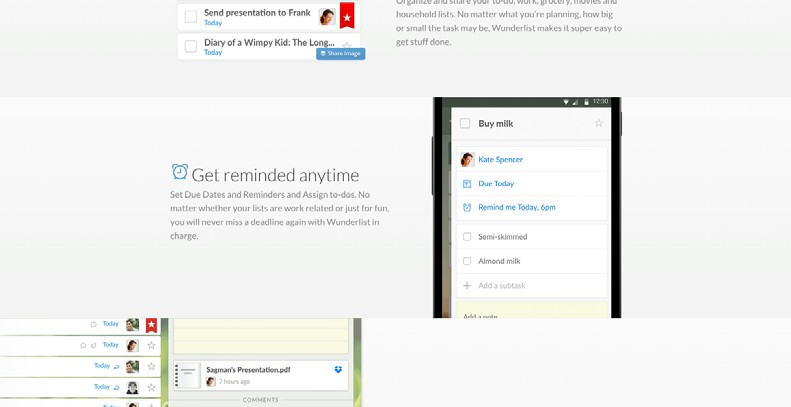 Send presentation to Frank
Today
Diary of a Wimpy Kid: The Long...
Today
Share Image
Organize and share your to-do, work, grocery, movies and
household lists. No matter what you're planning, how big
or small the task may be, Wunderlist makes it super easy to
get stuff done.
Get reminded anytime
Set Due Dates and Reminders and Assign to-dos. No
matter whether your lists are work related or just for fun,
you will never miss a deadline again with Wunderlist in
charge.
12:30
Buy milk
Kate Spencer
Due Today
Remind me Today, 6pm
Semi-skimmed
Almond milk
Add a subtask
Add a note
Today
Today
Today
Today
Sagman's Presentation.pdf
7 hours ago
COMMENTS